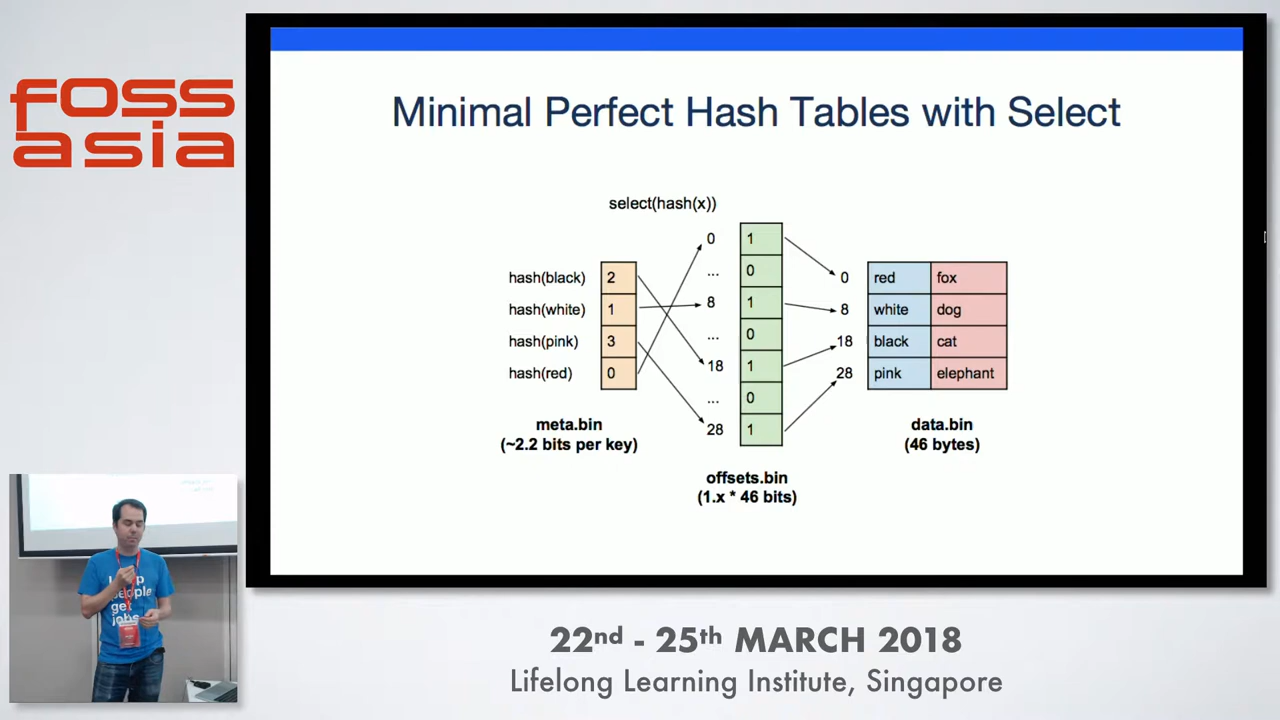 foss
asia
Minimal Perfect Hash Tables with Select
select(hash(x))
hash(black) 2
hash(white) 1
hash(pink) 3
hash(red) 0
meta.bin
(~2.2 bits per key)
0 1
... 0
8 1
... 0
18 1
... 0
28 1
offsets.bin
(1.x * 46 bits)
0 red fox
8 white dog
18 black cat
28 pink elephant
data.bin
(46 bytes)
people
get
jobs.
22nd - 25th MARCH 2018
Lifelong Learning Institute, Singapore